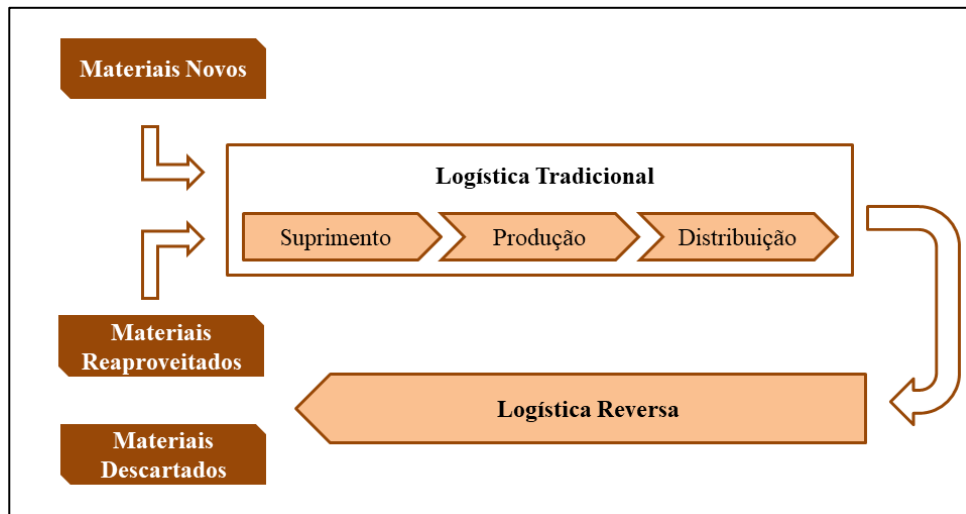 Materiais Novos
Logística Tradicional
Suprimento
Produção
Distribuição
Materiais
Reaproveitados
Logística Reversa
Materiais
Descartados